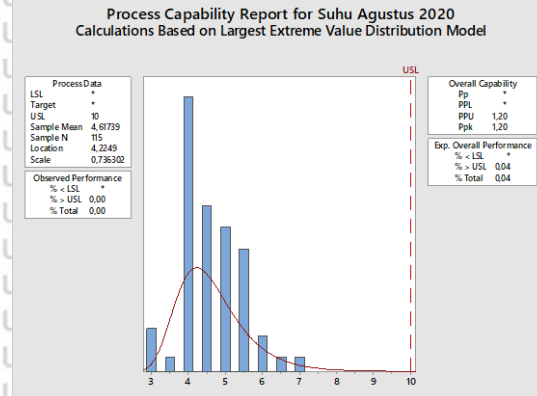 Process Capability Report for Suhu Agustus 2020
Calculations Based on Largest Extreme Value Distribution Model
USL
Process Data
LSL *
Target *
USL 10
Sample Mean 4,61739
Sample N 115
Location 4,2249
Scale 0,736302
Observed Performance
% < LSL *
% > USL 0,00
% Total 0,00
Overall Capability
Pp *
PPL *
PPU 1,20
Ppk 1,20
Exp. Overall Performance
% < LSL *
% > USL 0,04
% Total 0,04
3 4 5 6 7 8 9 10